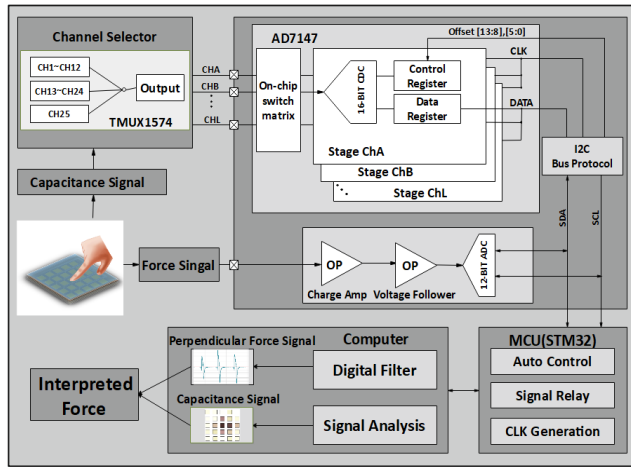 Channel Selector
CH1~CH12
CH13~CH24
CH25
Output
TMUX1574
CHA
CHB
CHL
AD7147
On-chip
switch
matrix
16-BIT CDC
Offset [13:8],[5:0]
Control
Register
Data
Register
CLK
DATA
Stage ChA
Stage ChB
Stage ChL
I2C
Bus Protocol
SDA
SCL
Capacitance Signal
Force Singal
OP
OP
12-BIT ADC
Charge Amp
Voltage Follower
MCU(STM32)
Auto Control
Signal Relay
CLK Generation
Computer
Perpendicular Force Signal
Digital Filter
Capacitance Signal
Signal Analysis
Interpreted
Force